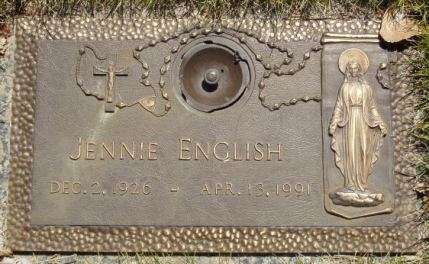 JENNIE ENGLISH
DEC. 2, 1926 - APR. 13, 1991